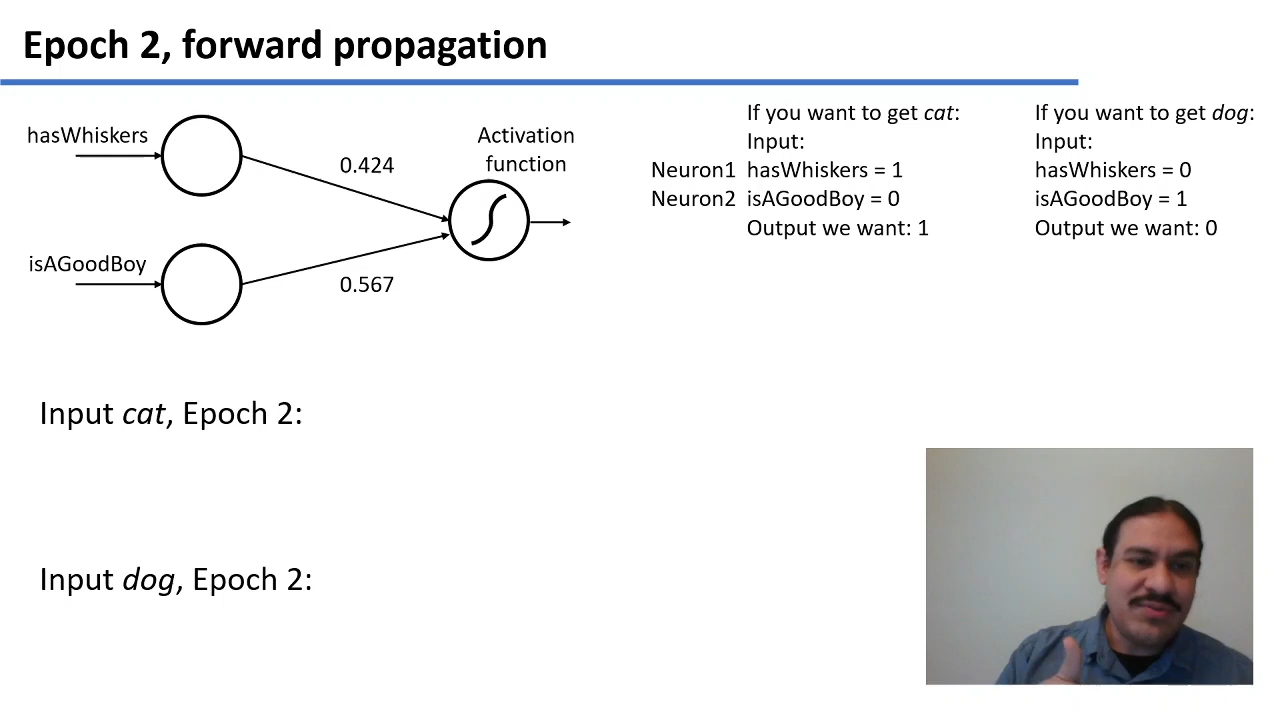 Epoch 2, forward propagation
hasWhiskers
0.424
Activation
function
isAGoodBoy
0.567
If you want to get cat:
Input:
Neuron1 hasWhiskers = 1
Neuron2 isAGoodBoy = 0
Output we want: 1
If you want to get dog:
Input:
hasWhiskers = 0
isAGoodBoy = 1
Output we want: 0
Input cat, Epoch 2:
Input dog, Epoch 2: